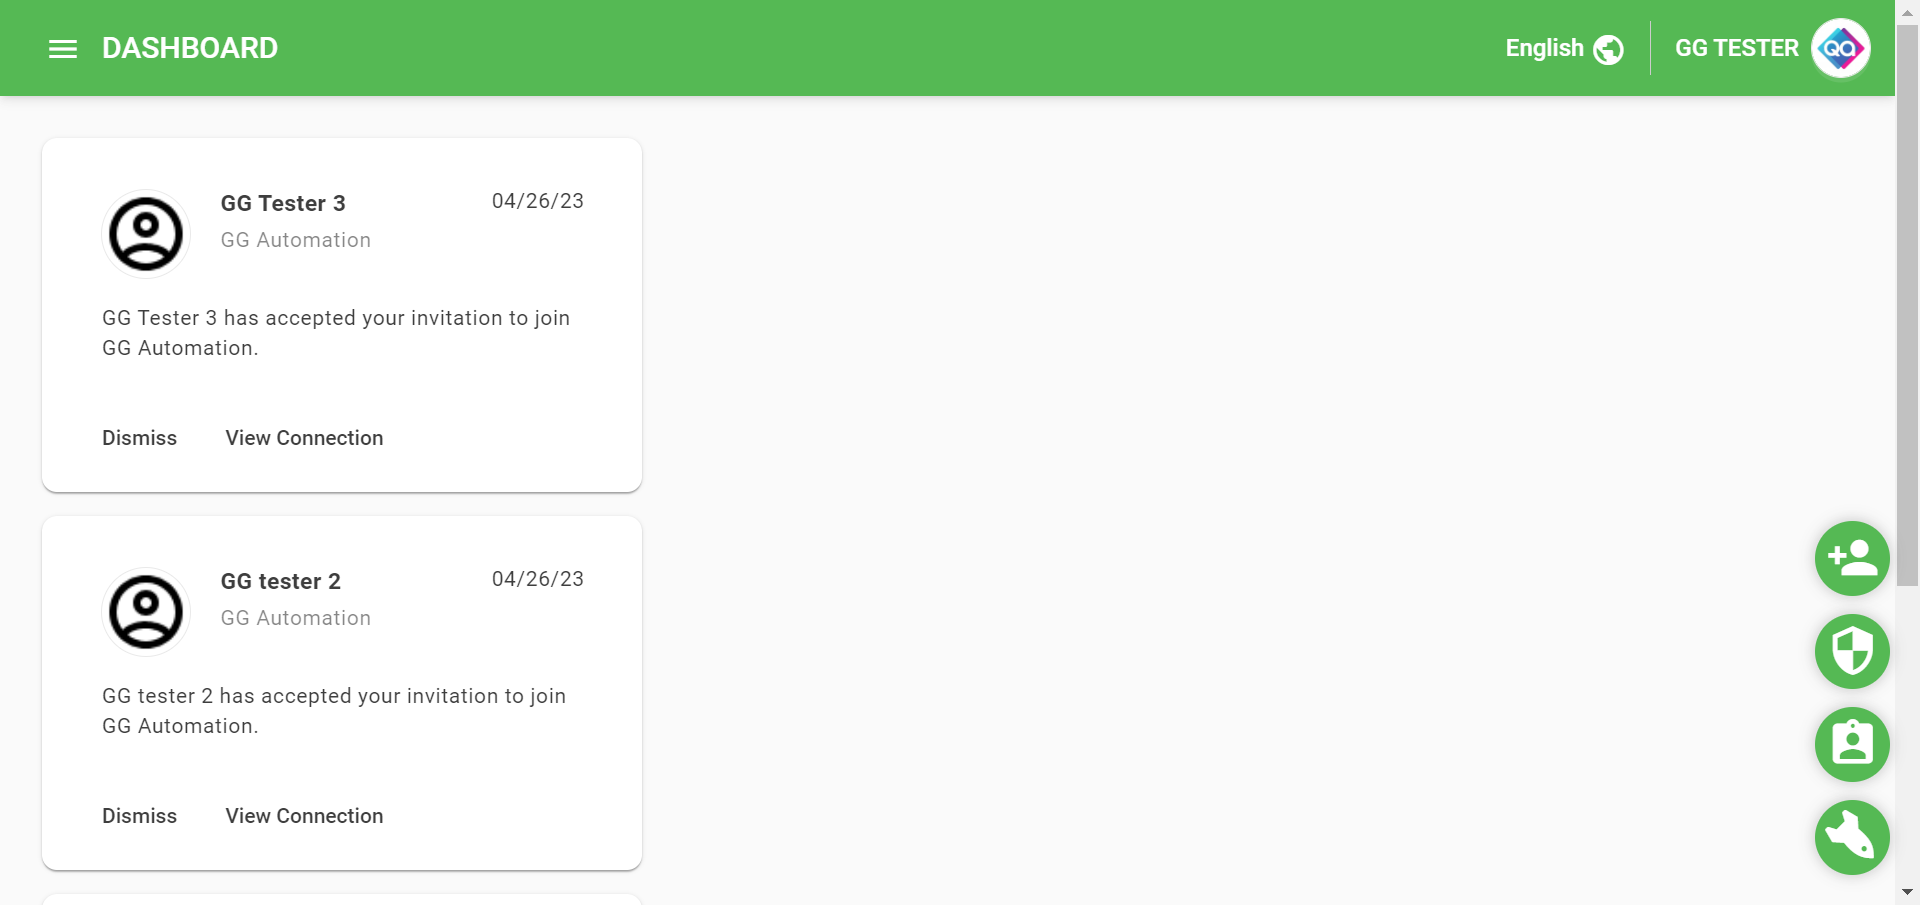 DASHBOARD
English
GG TESTER
QA
GG Tester 3
04/26/23
GG Automation
GG Tester 3 has accepted your invitation to join
GG Automation.
Dismiss
View Connection
GG tester 2
04/26/23
GG Automation
GG tester 2 has accepted your invitation to join
GG Automation.
Dismiss
View Connection